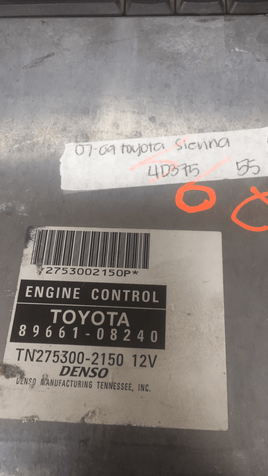 07-09 toyota Sienna
4D375 55
*2753002150P*
ENGINE CONTROL
TOYOTA
89661-08240
TN275300-2150 12V
DENSO
DENSO MANUFACTURING TENNESSEE, INC.